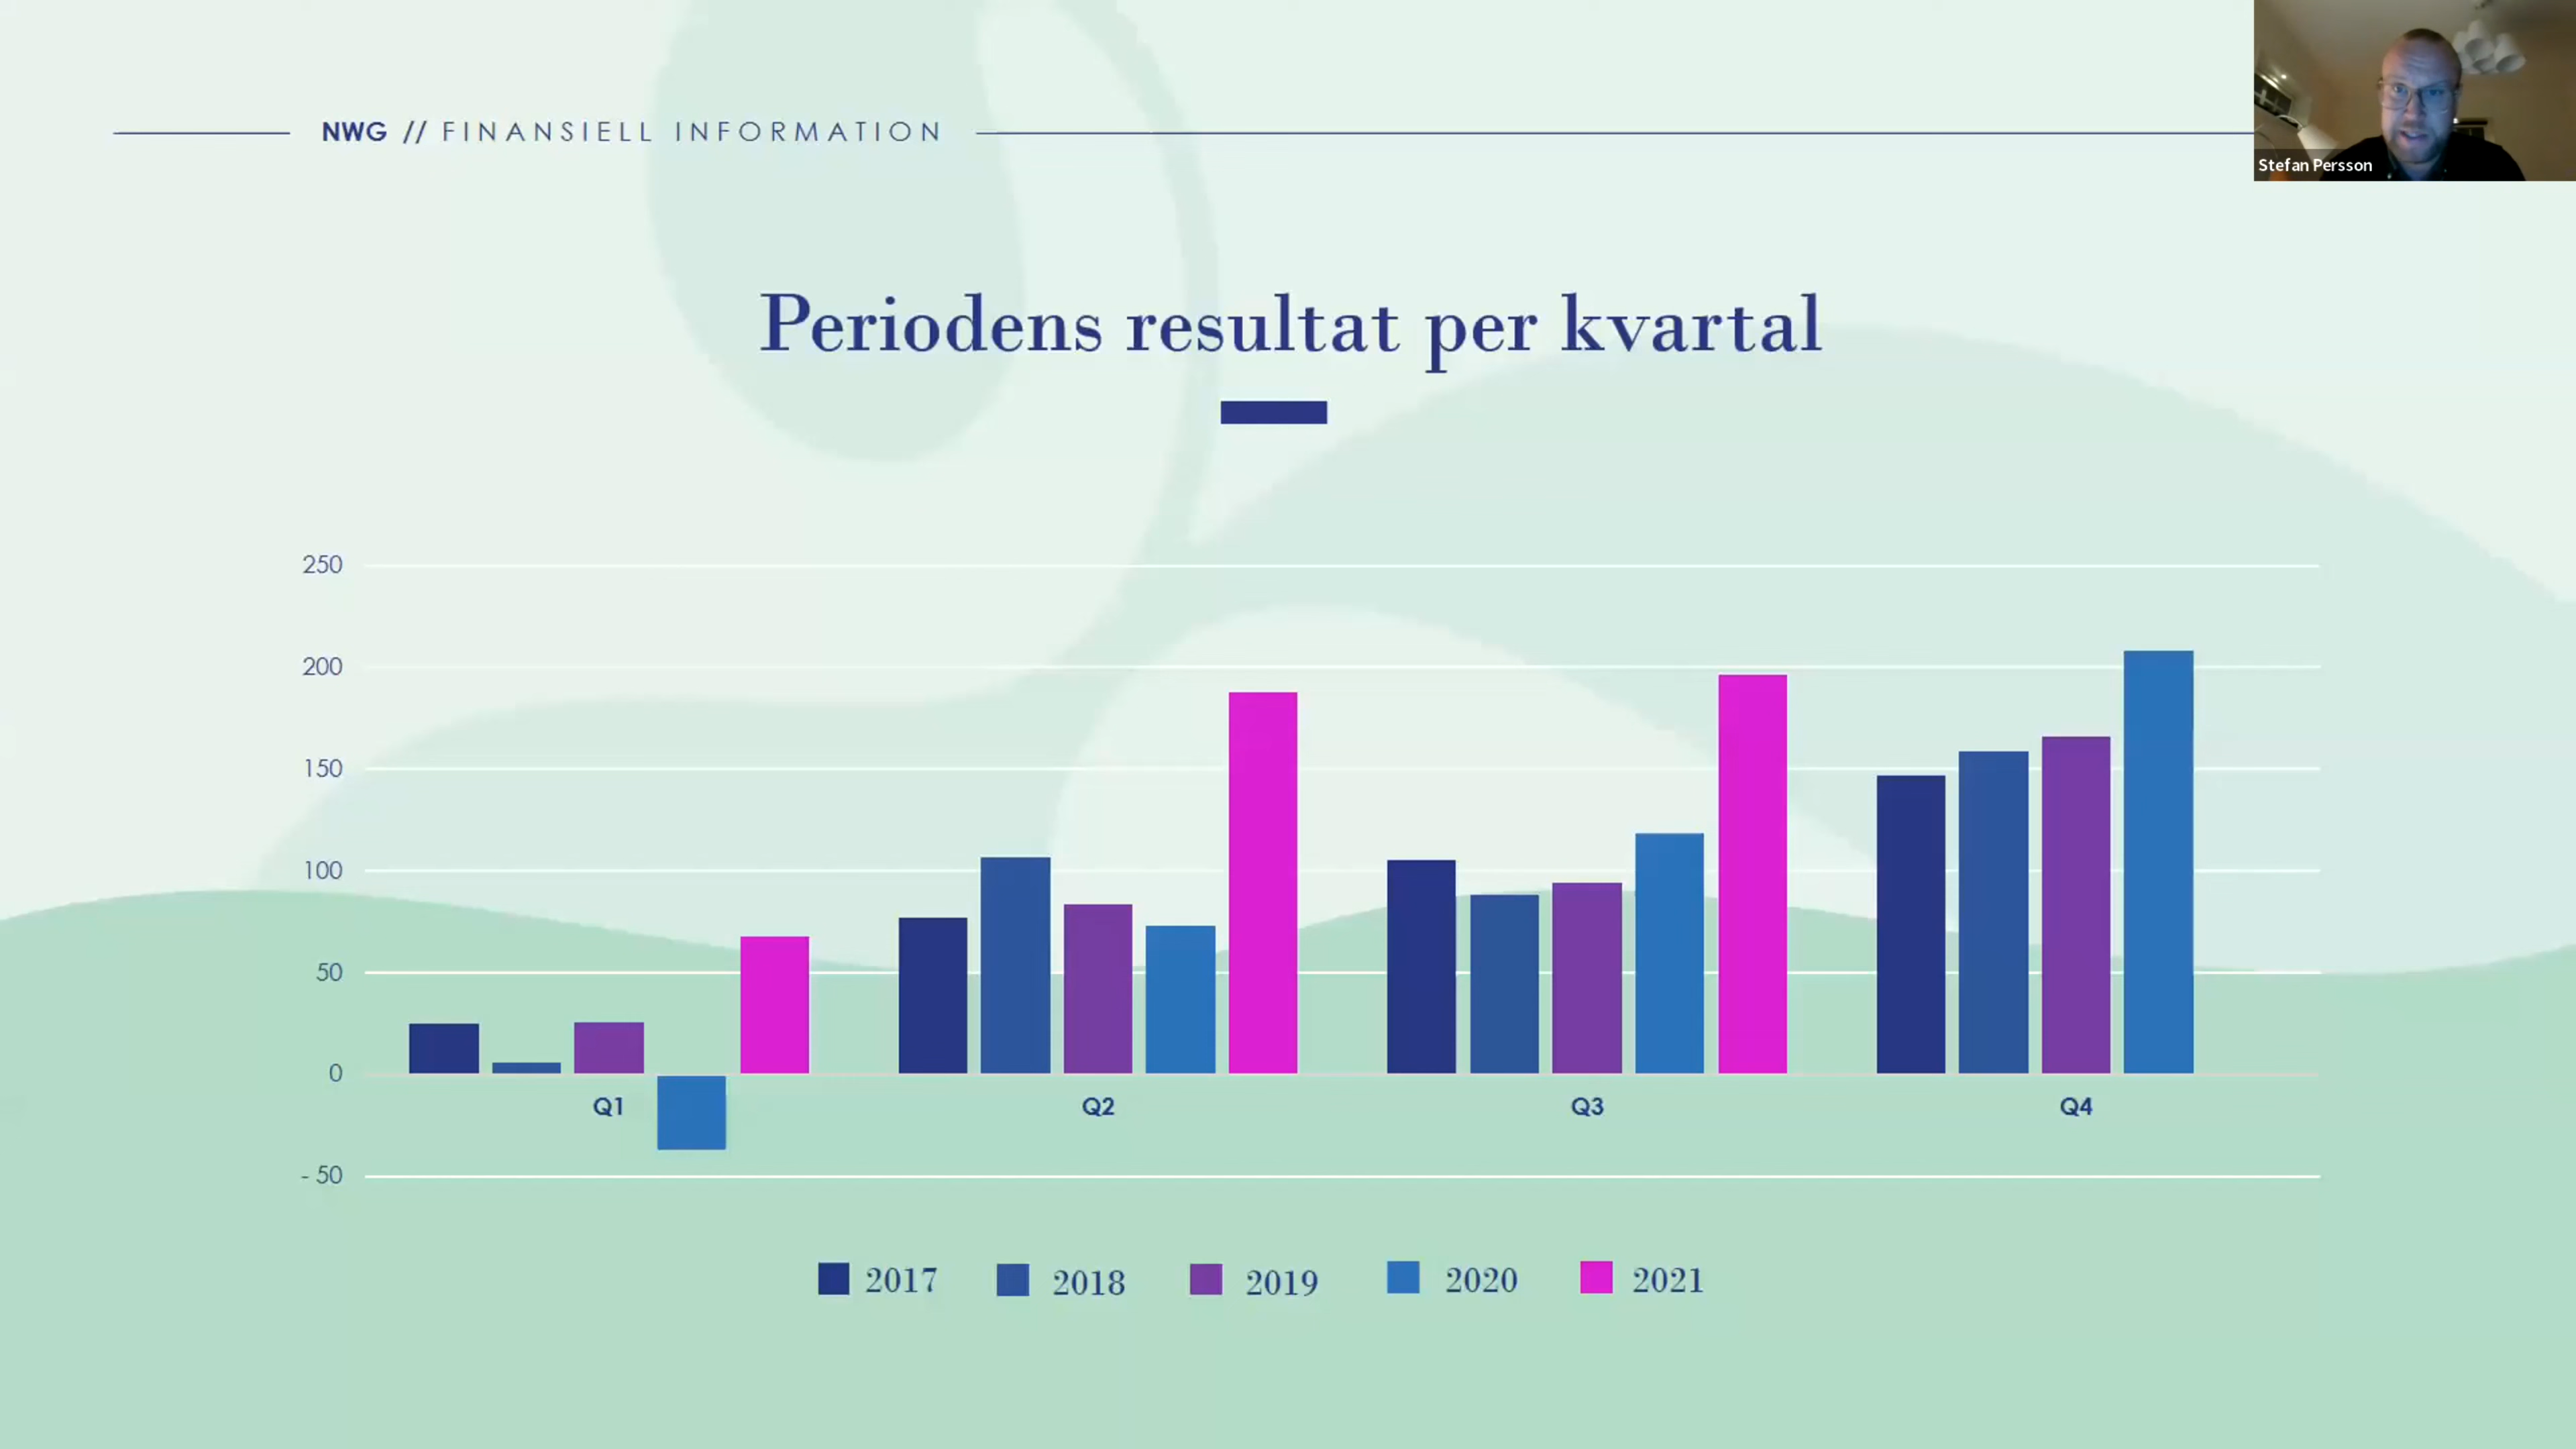 NWG // FINANSIELL INFORMATION
Stefan Persson
Periodens resultat per kvartal
250
200
150
100
50
0
- 50
Q1 Q2 Q3 Q4
2017 2018 2019 2020 2021